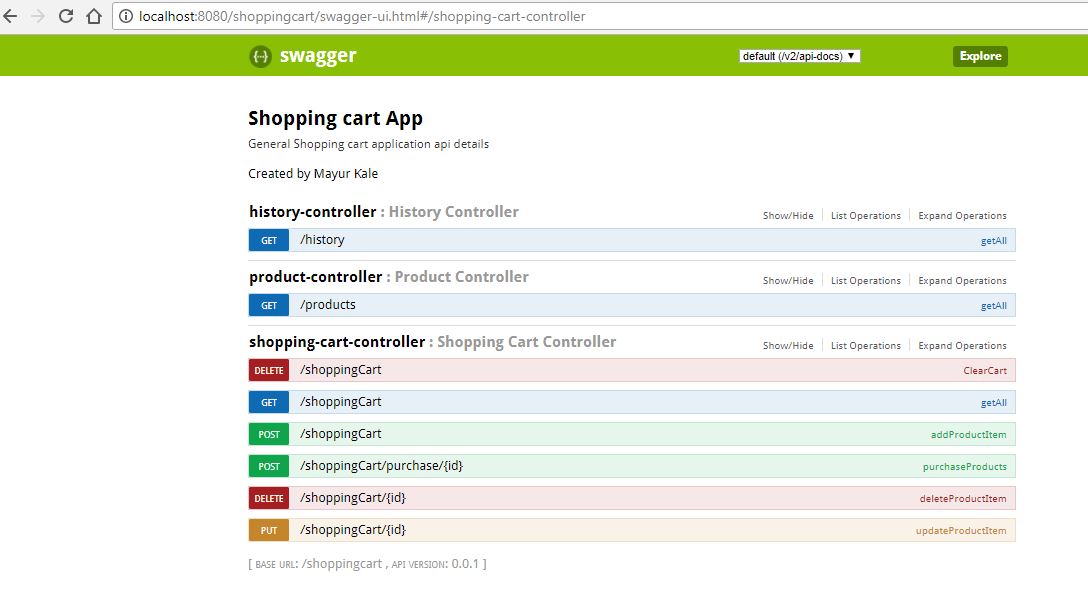 localhost:8080/shoppingcart/swagger-ui.html#/shopping-cart-controller
{··} swagger default (/v2/api-docs) ▼ Explore
Shopping cart App
General Shopping cart application api details
Created by Mayur Kale
history-controller : History Controller Show/Hide List Operations Expand Operations
GET /history getAll
product-controller : Product Controller Show/Hide List Operations Expand Operations
GET /products getAll
shopping-cart-controller : Shopping Cart Controller Show/Hide List Operations Expand Operations
DELETE /shoppingCart ClearCart
GET /shoppingCart getAll
POST /shoppingCart addProductItem
POST /shoppingCart/purchase/{id} purchaseProducts
DELETE /shoppingCart/{id} deleteProductItem
PUT /shoppingCart/{id} updateProductItem
[ BASE URL: /shoppingcart , API VERSION: 0.0.1 ]